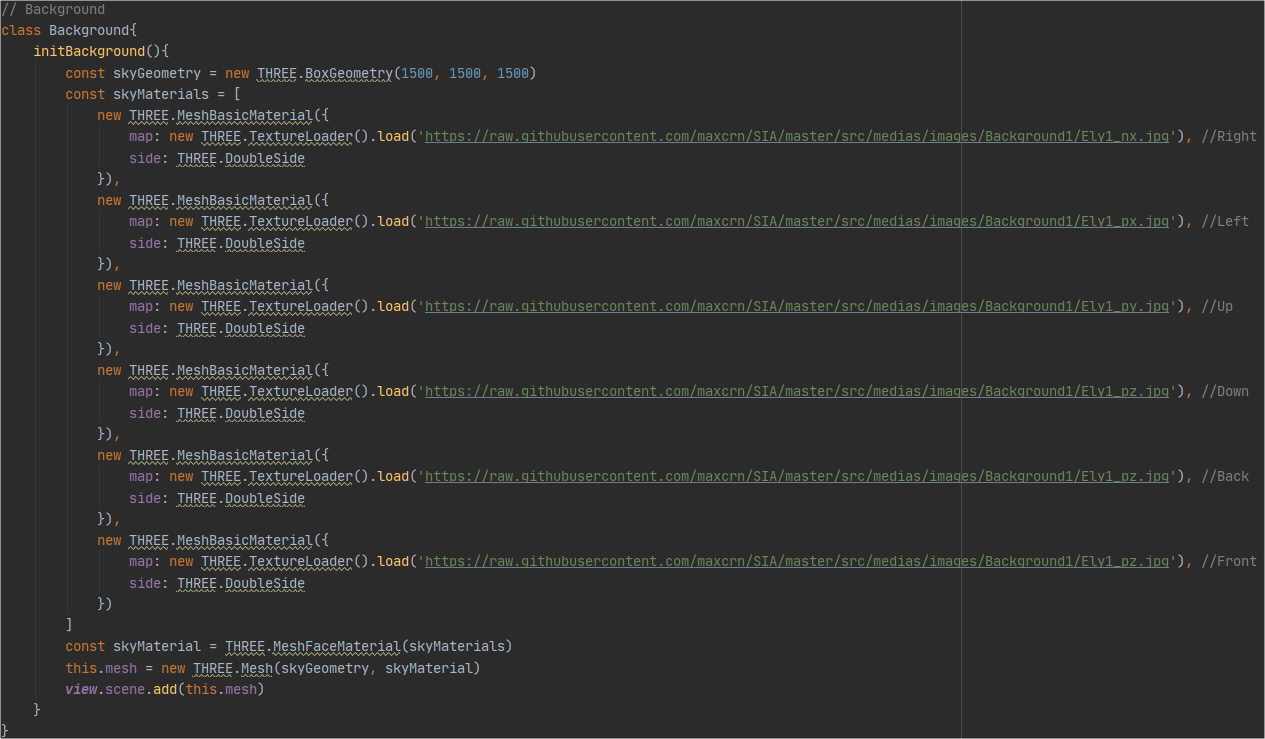 // Background
class Background{
    initBackground(){
        const skyGeometry = new THREE.BoxGeometry(1500, 1500, 1500)
        const skyMaterials = [
            new THREE.MeshBasicMaterial({
                map: new THREE.TextureLoader().load('https://raw.githubusercontent.com/maxcrn/SIA/master/src/medias/images/Background1/Ely1_nx.jpg'), //Right
                side: THREE.DoubleSide
            }),
            new THREE.MeshBasicMaterial({
                map: new THREE.TextureLoader().load('https://raw.githubusercontent.com/maxcrn/SIA/master/src/medias/images/Background1/Ely1_px.jpg'), //Left
                side: THREE.DoubleSide
            }),
            new THREE.MeshBasicMaterial({
                map: new THREE.TextureLoader().load('https://raw.githubusercontent.com/maxcrn/SIA/master/src/medias/images/Background1/Ely1_py.jpg'), //Up
                side: THREE.DoubleSide
            }),
            new THREE.MeshBasicMaterial({
                map: new THREE.TextureLoader().load('https://raw.githubusercontent.com/maxcrn/SIA/master/src/medias/images/Background1/Ely1_pz.jpg'), //Down
                side: THREE.DoubleSide
            }),
            new THREE.MeshBasicMaterial({
                map: new THREE.TextureLoader().load('https://raw.githubusercontent.com/maxcrn/SIA/master/src/medias/images/Background1/Ely1_pz.jpg'), //Back
                side: THREE.DoubleSide
            }),
            new THREE.MeshBasicMaterial({
                map: new THREE.TextureLoader().load('https://raw.githubusercontent.com/maxcrn/SIA/master/src/medias/images/Background1/Ely1_pz.jpg'), //Front
                side: THREE.DoubleSide
            })
        ]
        const skyMaterial = THREE.MeshFaceMaterial(skyMaterials)
        this.mesh = new THREE.Mesh(skyGeometry, skyMaterial)
        view.scene.add(this.mesh)
    }
}